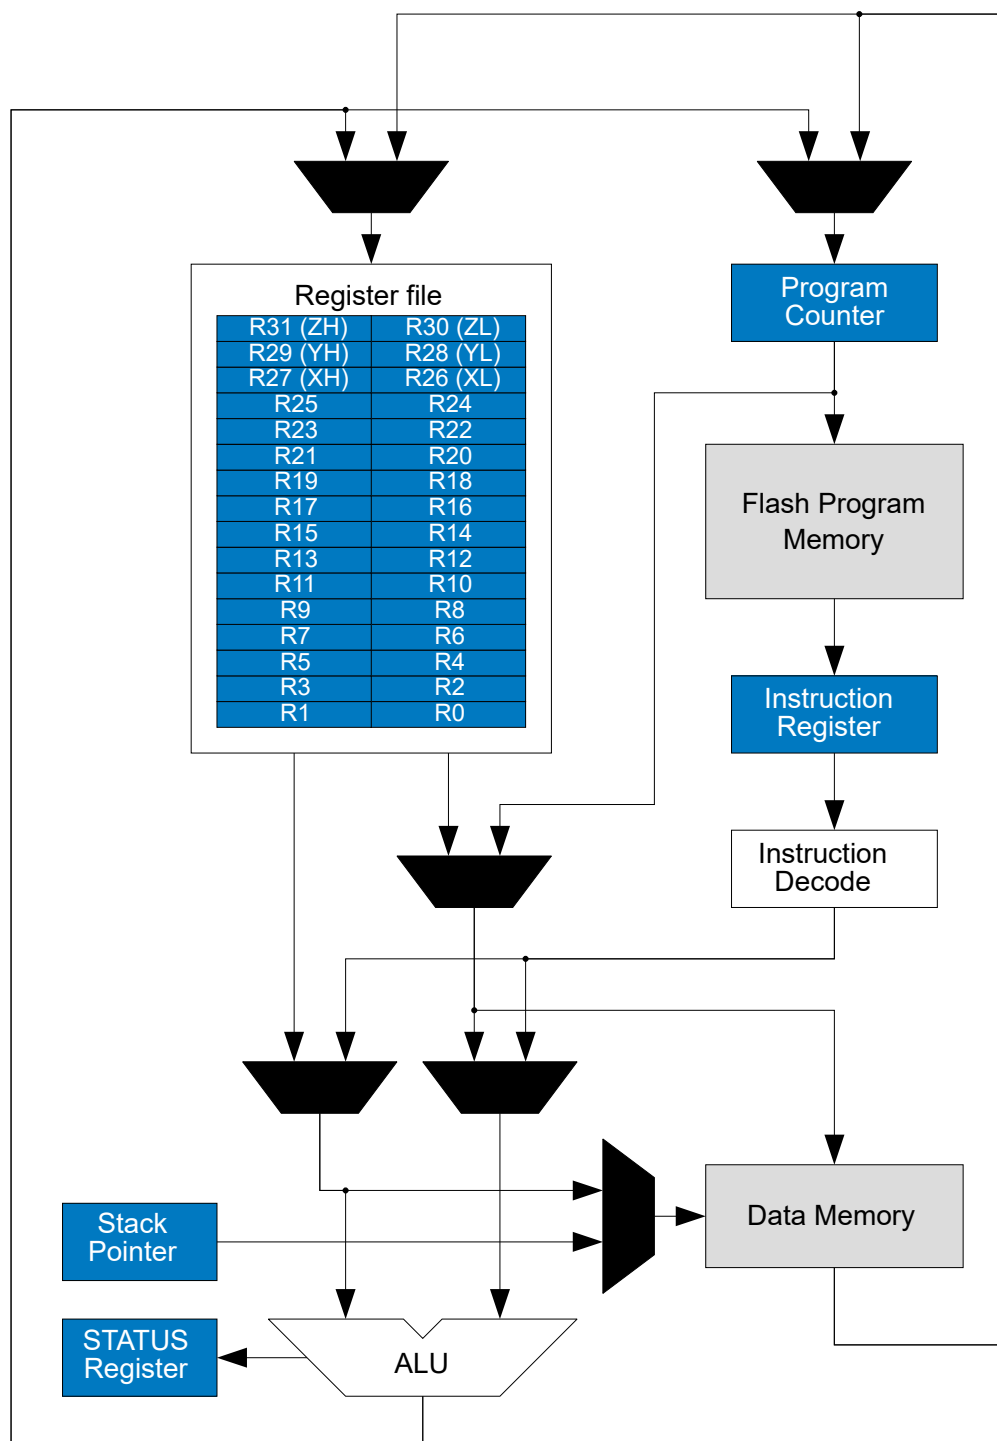 Register file
R31 (ZH) R30 (ZL)
R29 (YH) R28 (YL)
R27 (XH) R26 (XL)
R25 R24
R23 R22
R21 R20
R19 R18
R17 R16
R15 R14
R13 R12
R11 R10
R9 R8
R7 R6
R5 R4
R3 R2
R1 R0
Program
Counter
Flash Program
Memory
Instruction
Register
Instruction
Decode
Stack
Pointer
Data Memory
STATUS
Register
ALU